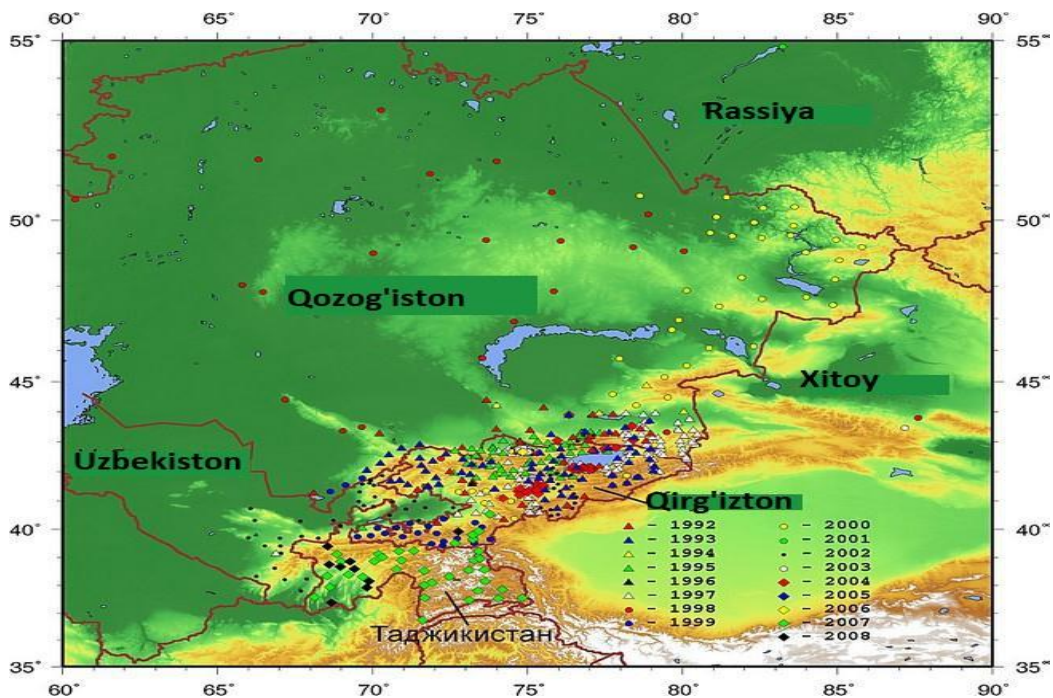 60° 65° 70° 75° 80° 85° 90°
55° 55°
Rassiya
50° 50°
Qozog'iston
45° Xitoy 45°
Uzbekiston
Qirg'izton
40° 40°
▲ - 1992 - 2000
▲ - 1993 - 2001
▲ - 1994 - 2002
▲ - 1995 - 2003
▲ - 1996 - 2004
△ - 1997 - 2005
● - 1998 - 2006
● - 1999 - 2007
Таджикистан - 2008
35° 35°
60° 65° 70° 75° 80° 85° 90°